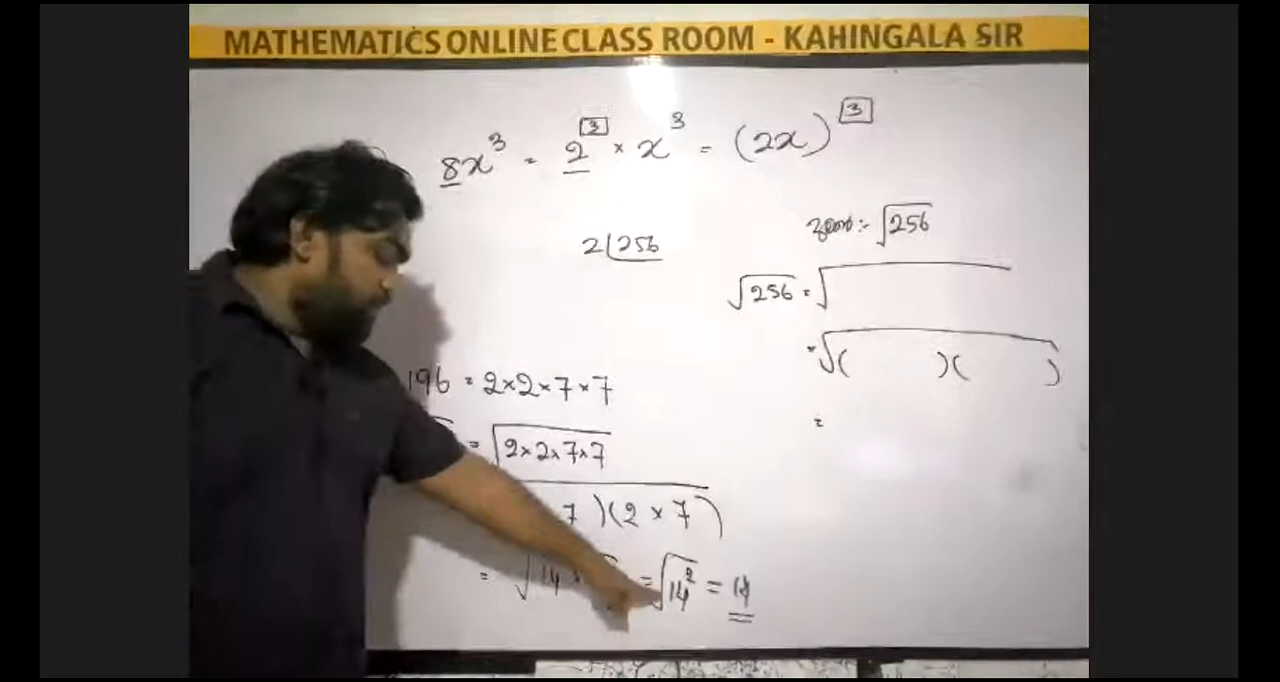 MATHEMATICS ONLINE CLASS ROOM - KAHINGALA SIR
8x³ = 2³ × x³ = (2x)³
2 256
:- √256
√256 = √
= √( )( )
=
196 = 2×2×7×7
= √2×2×7×7
7 )(2 × 7)
= √14 × = √14² = 14